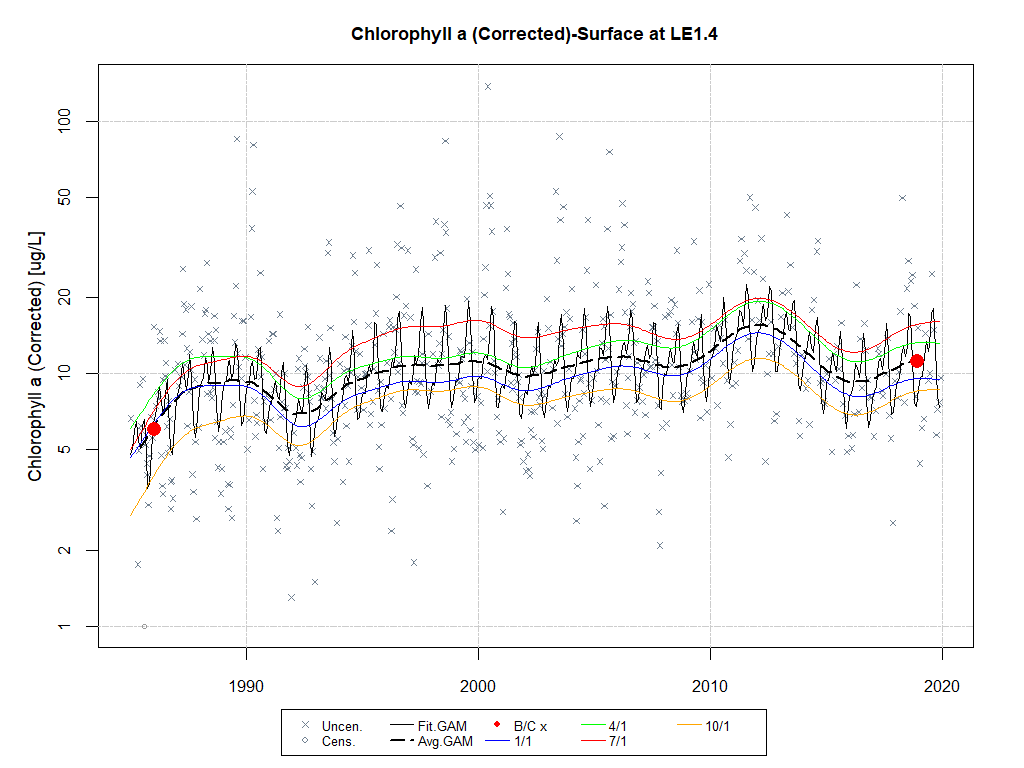 Chlorophyll a (Corrected)-Surface at LE1.4
Chlorophyll a (Corrected) [ug/L]
100
50
20
10
5
2
1
1990 2000 2010 2020
Uncen. Fit.GAM B/C x 4/1 10/1
Cens. Avg.GAM 1/1 7/1